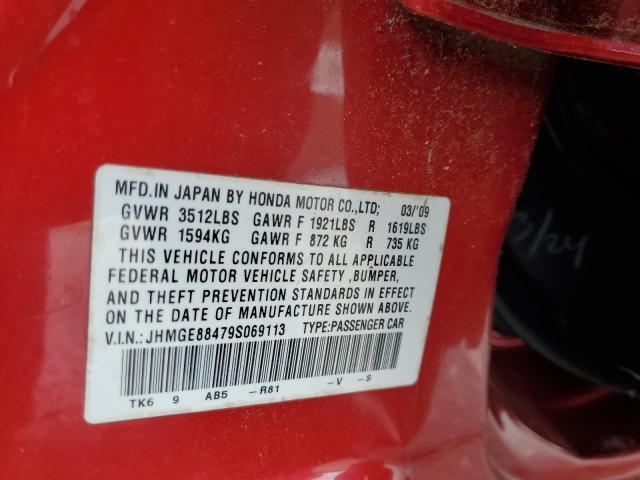 MFD.IN JAPAN BY HONDA MOTOR CO.,LTD; 03/'09
GVWR 3512LBS GAWR F 1921LBS R 1619LBS
GVWR 1594KG GAWR F 872 KG R 735 KG
THIS VEHICLE CONFORMS TO ALL APPLICABLE
FEDERAL MOTOR VEHICLE SAFETY ,BUMPER,
AND THEFT PREVENTION STANDARDS IN EFFECT
ON THE DATE OF MANUFACTURE SHOWN ABOVE.
V.I.N.:JHMGE88479S069113 TYPE:PASSENGER CAR
TK6 9 AB5 -R81 -V -S
3/24